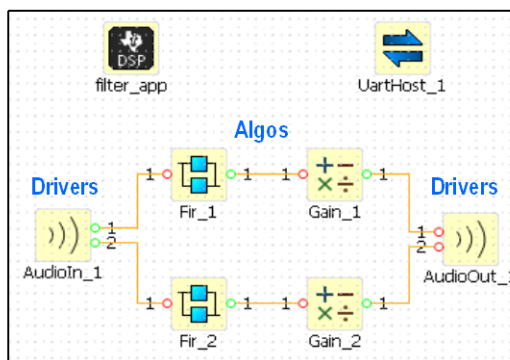 DSP
filter_app
UartHost_1
Algos
Drivers
Drivers
1 1 1 1
Fir_1
Gain_1
1
2
1
2
AudioIn_1
AudioOut_1
1 1 1 1
Fir_2
Gain_2